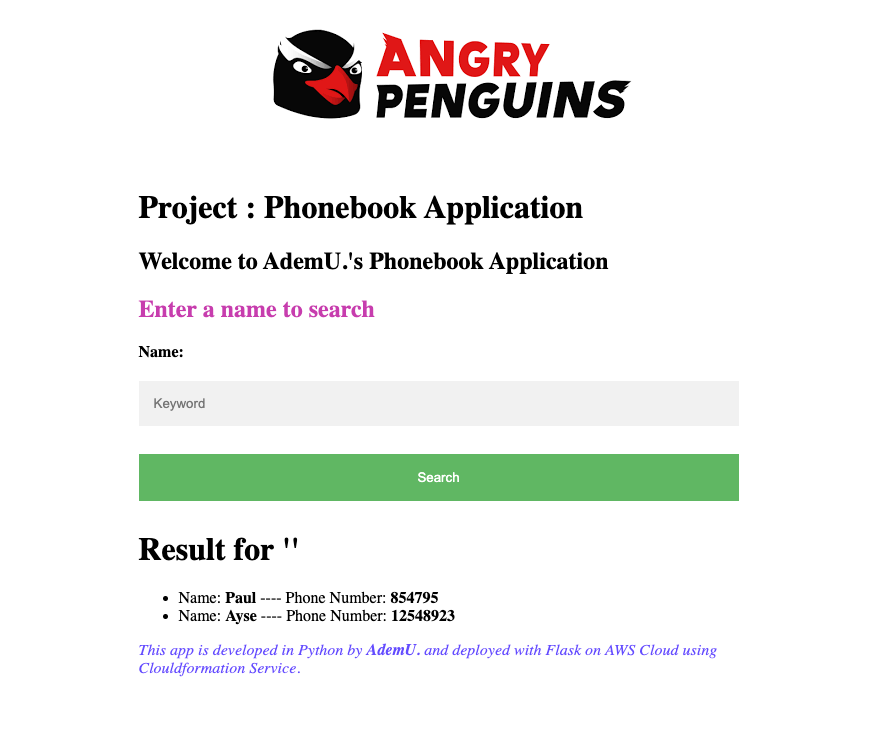 ANGRY
PENGUINS
Project : Phonebook Application
Welcome to AdemU.'s Phonebook Application
Enter a name to search
Name:
Keyword
Search
Result for ''
• Name: Paul ---- Phone Number: 854795
• Name: Ayse ---- Phone Number: 12548923
This app is developed in Python by AdemU. and deployed with Flask on AWS Cloud using
Clouldformation Service.